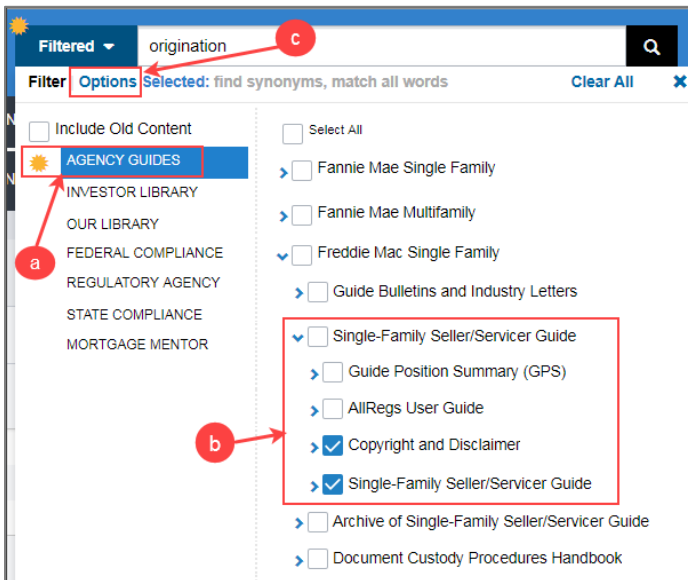 Filtered origination
c
Filter Options Selected: find synonyms, match all words Clear All
Include Old Content
AGENCY GUIDES
INVESTOR LIBRARY
OUR LIBRARY
FEDERAL COMPLIANCE
REGULATORY AGENCY
STATE COMPLIANCE
MORTGAGE MENTOR
a
Select All
Fannie Mae Single Family
Fannie Mae Multifamily
Freddie Mac Single Family
Guide Bulletins and Industry Letters
Single-Family Seller/Servicer Guide
Guide Position Summary (GPS)
AllRegs User Guide
b
Copyright and Disclaimer
Single-Family Seller/Servicer Guide
Archive of Single-Family Seller/Servicer Guide
Document Custody Procedures Handbook